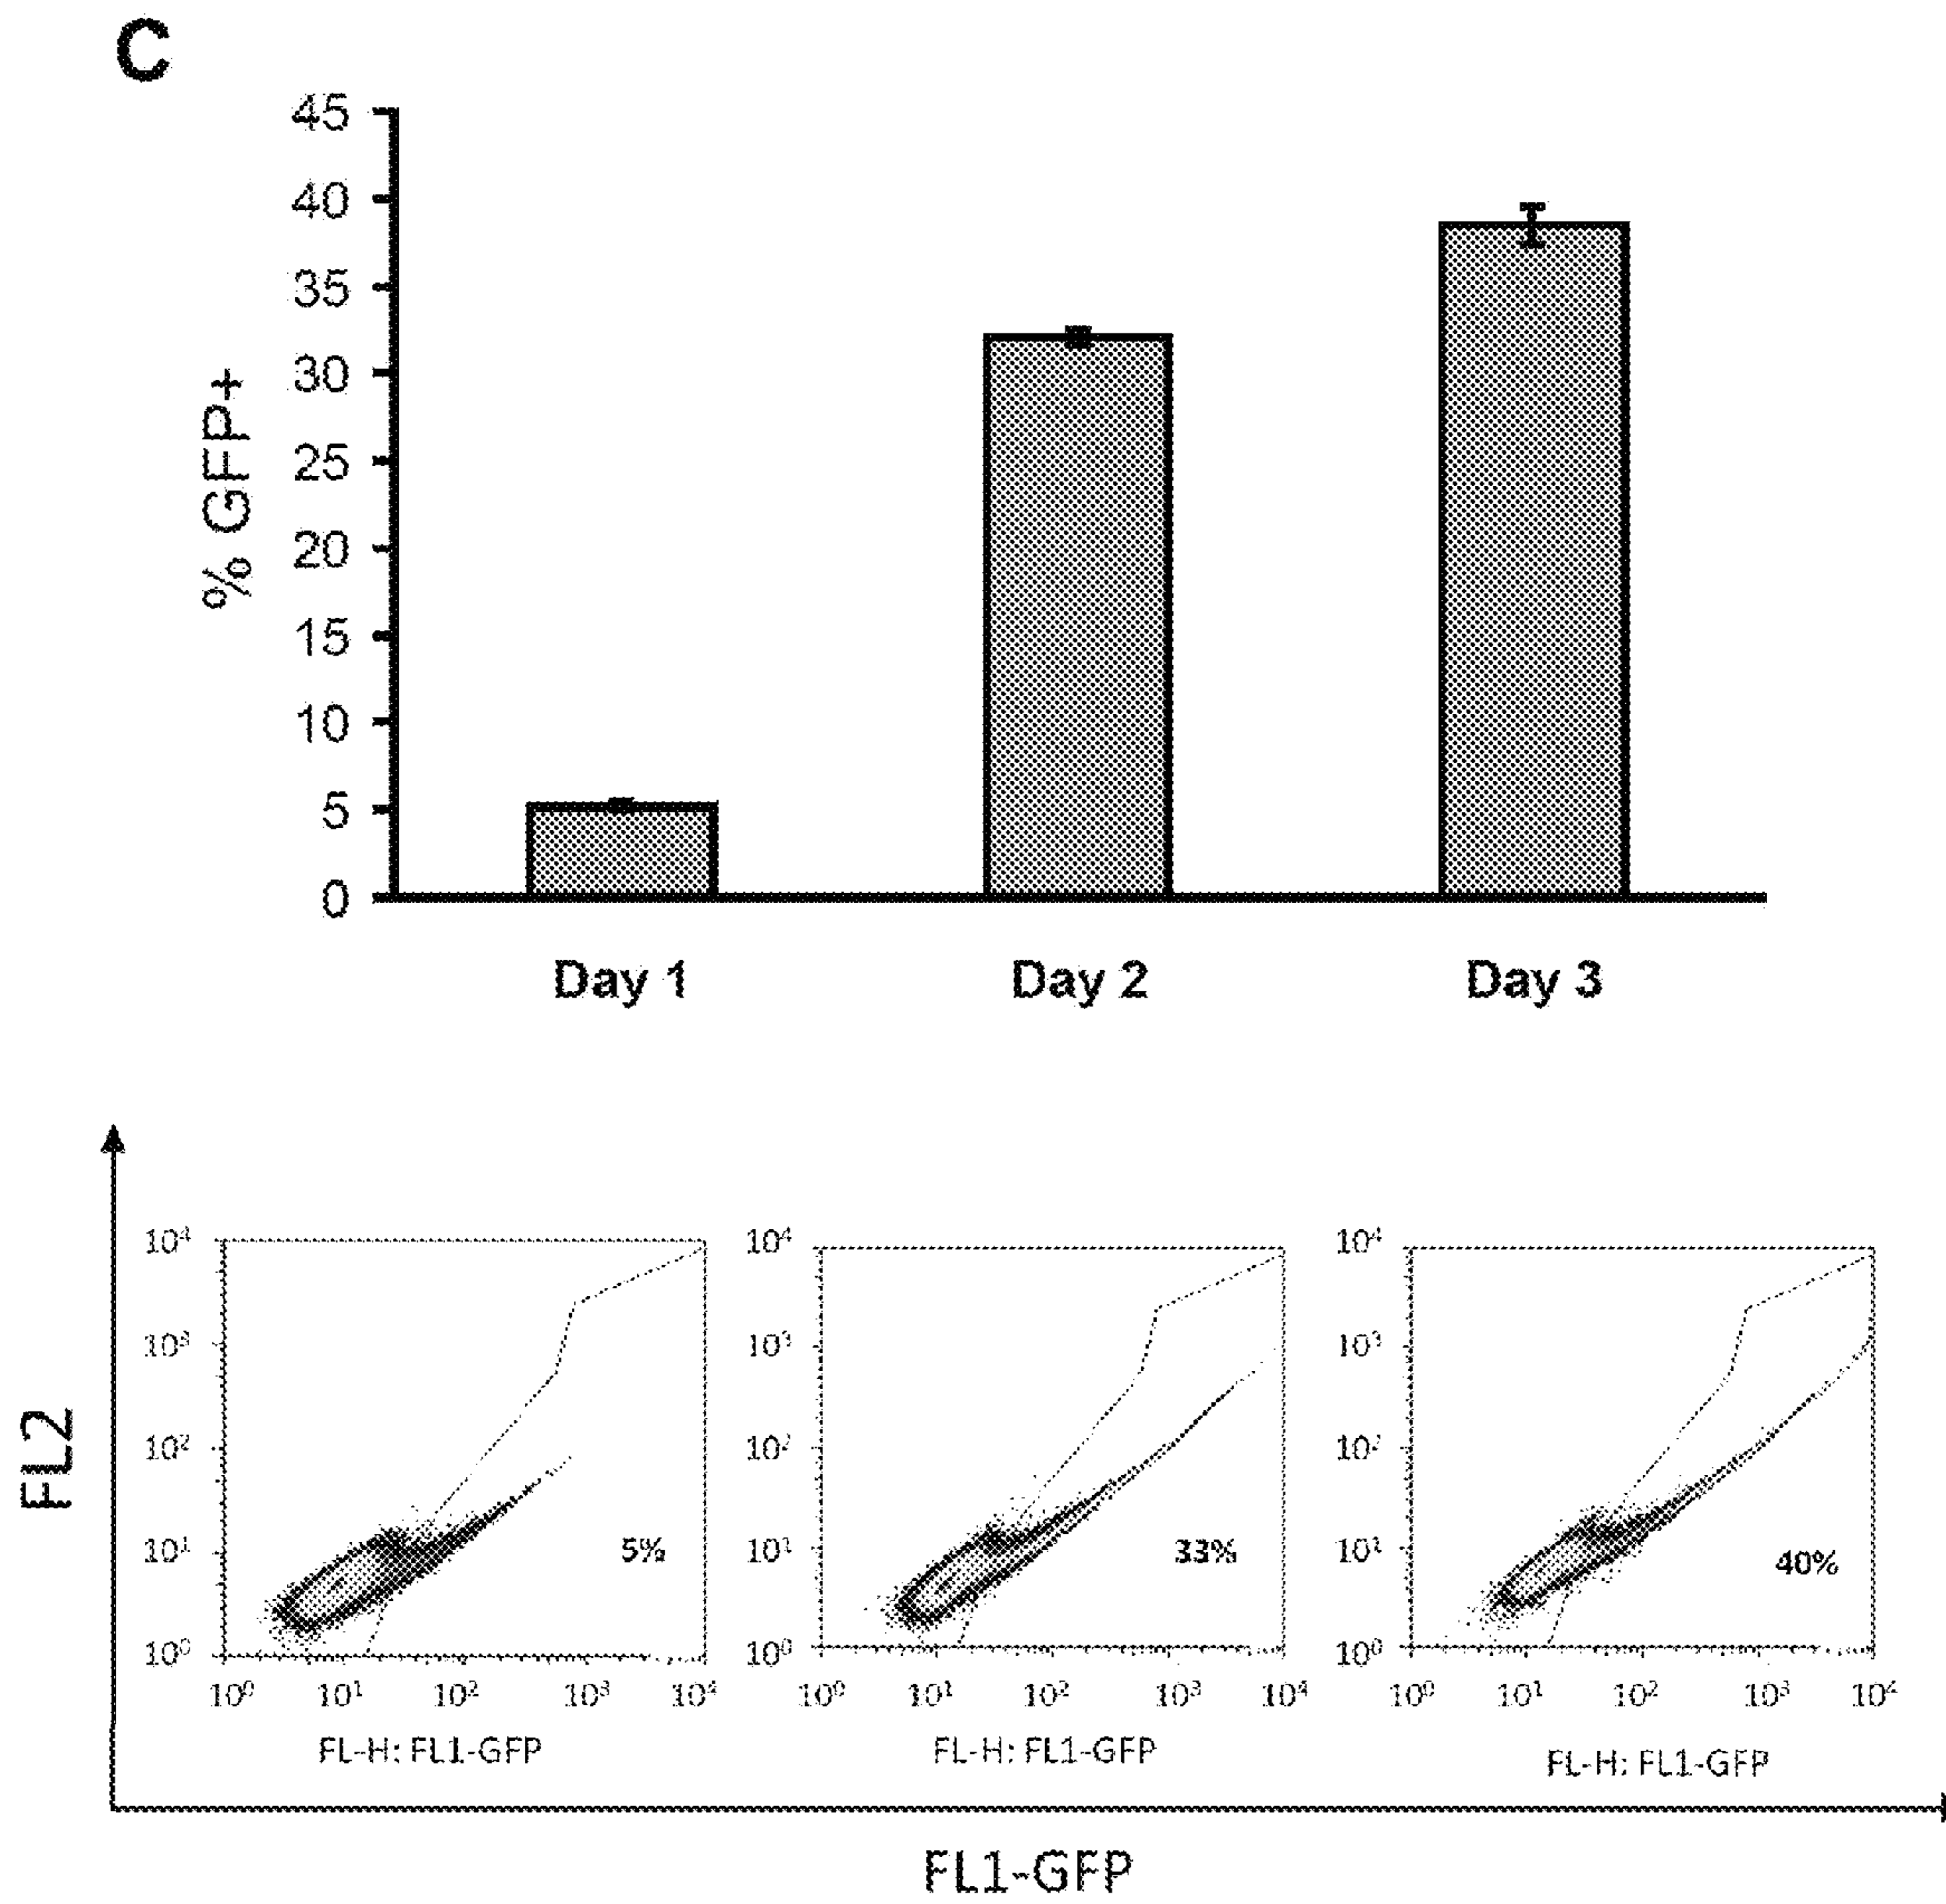 C
45
40
35
30
25
20
15
10
5
0
% GFP+
Day 1 Day 2 Day 3
FL2
10⁴ 10⁴ 10⁴
10³ 10³ 10³
10² 10² 10²
10¹ 5% 10¹ 33% 10¹ 40%
10⁰ 10⁰ 10⁰
10⁰ 10¹ 10² 10³ 10⁴ 10⁰ 10¹ 10² 10³ 10⁴ 10⁰ 10¹ 10² 10³ 10⁴
FL-H: FL1-GFP FL-H: FL1-GFP FL-H: FL1-GFP
FL1-GFP